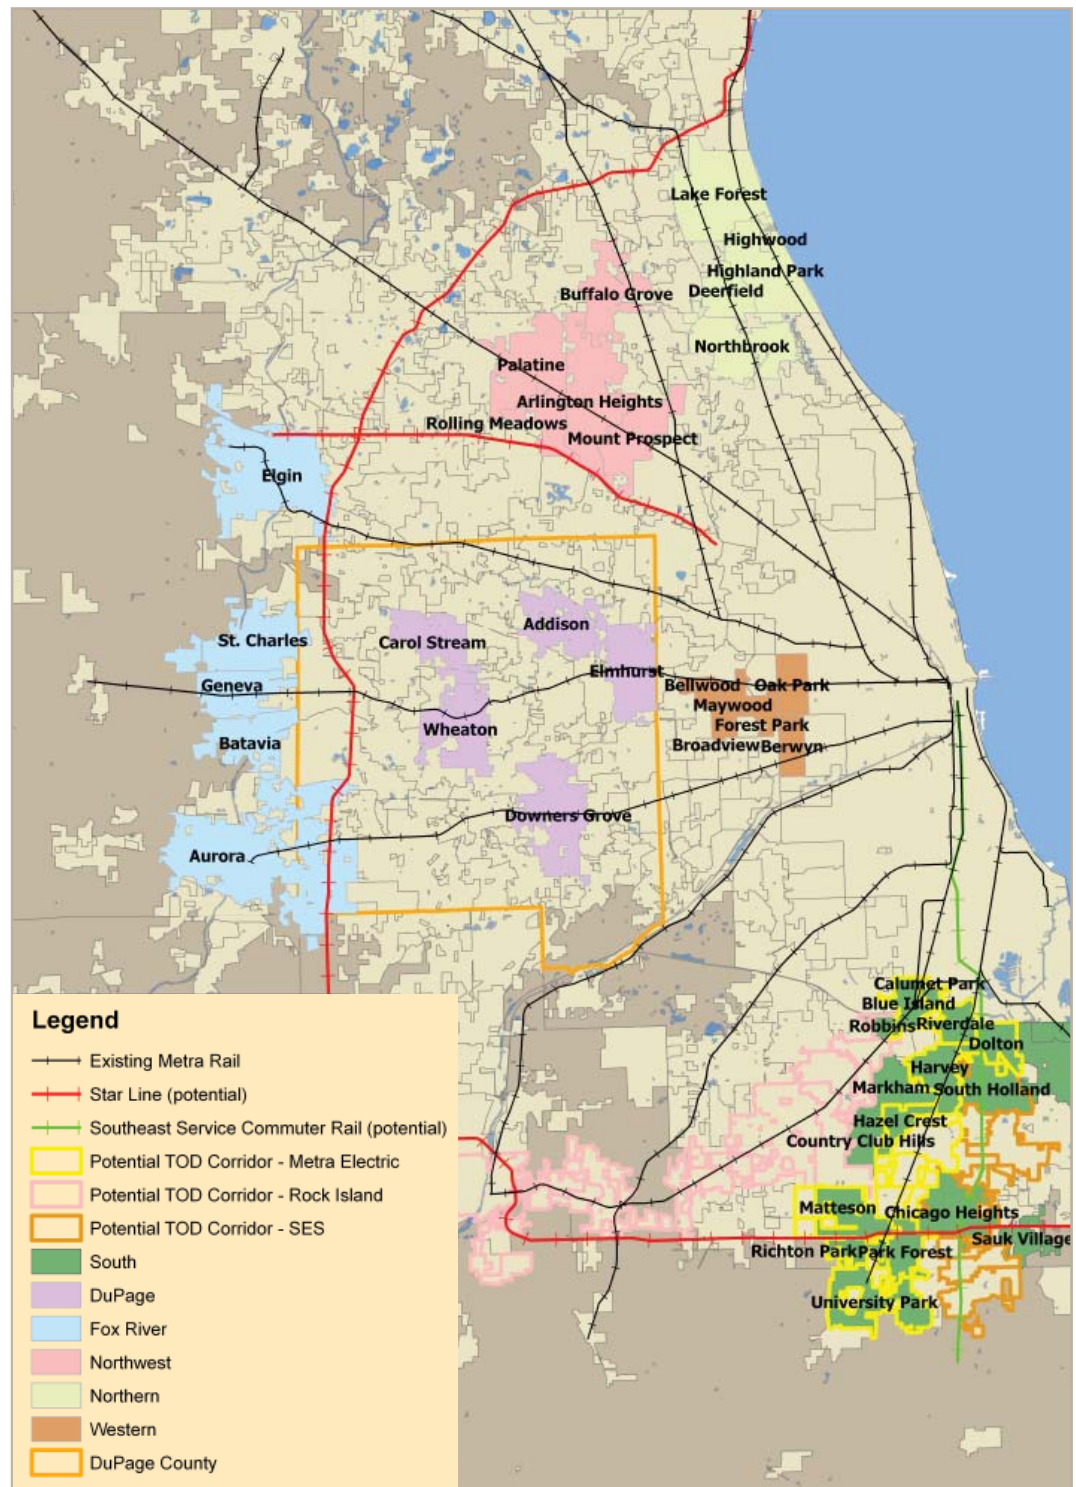 Lake Forest
Highwood
Highland Park
Deerfield
Buffalo Grove
Northbrook
Palatine
Arlington Heights
Rolling Meadows
Mount Prospect
Elgin
Addison
St. Charles
Carol Stream
Elmhurst
Geneva
Bellwood
Oak Park
Maywood
Forest Park
Wheaton
Batavia
Broadview
Berwyn
Downers Grove
Aurora
Calumet Park
Blue Island
Robbins
Riverdale
Dolton
Harvey
Markham
South Holland
Hazel Crest
Country Club Hills
Matteson
Chicago Heights
Sauk Village
Richton Park
Park Forest
University Park
Legend
Existing Metra Rail
Star Line (potential)
Southeast Service Commuter Rail (potential)
Potential TOD Corridor - Metra Electric
Potential TOD Corridor - Rock Island
Potential TOD Corridor - SES
South
DuPage
Fox River
Northwest
Northern
Western
DuPage County